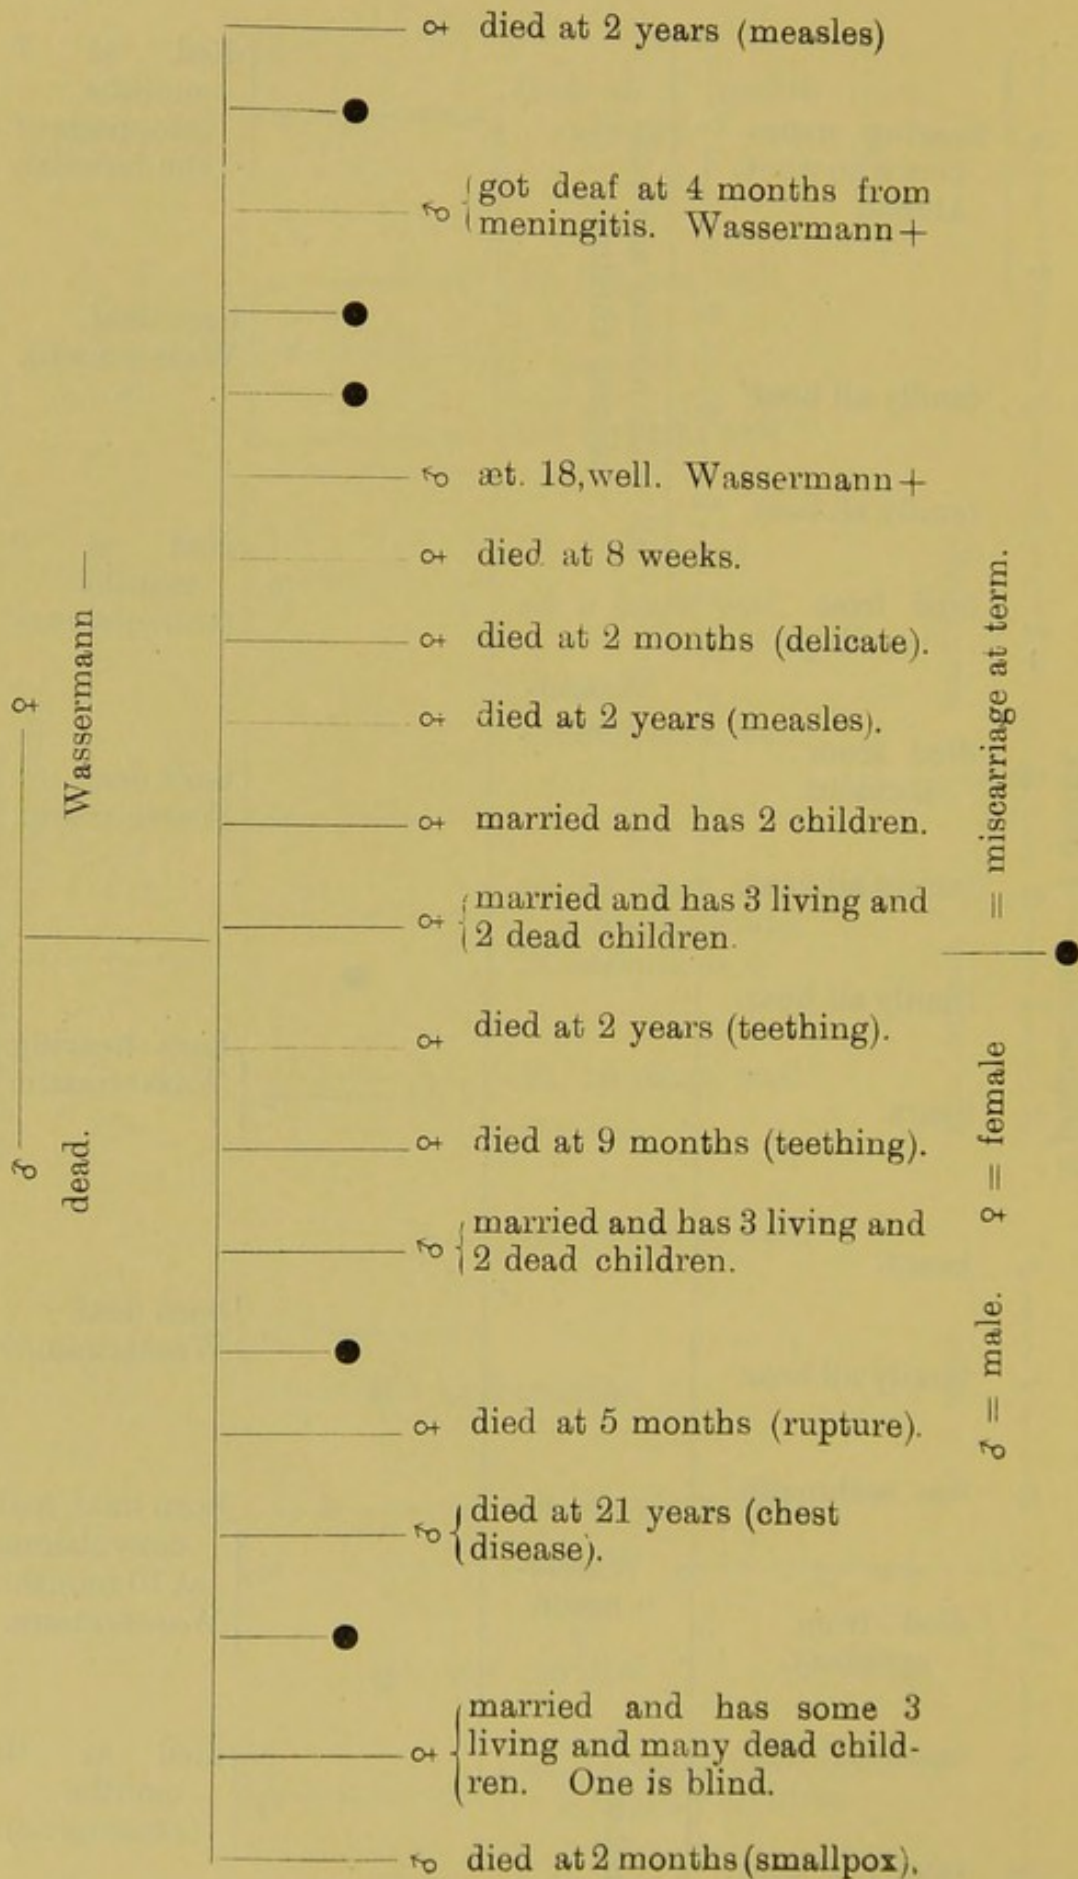 ♀ died at 2 years (measles)
♂ got deaf at 4 months from
meningitis. Wassermann +
♂ æt. 18, well. Wassermann +
♀ died at 8 weeks.
♀ died at 2 months (delicate).
♀ died at 2 years (measles).
♀ married and has 2 children.
♀ married and has 3 living and
2 dead children.
♀ died at 2 years (teething).
♀ died at 9 months (teething).
♂ married and has 3 living and
2 dead children.
♀ died at 5 months (rupture).
♂ died at 21 years (chest
disease).
♀ married and has some 3
living and many dead child-
ren. One is blind.
♂ died at 2 months (smallpox).
♂ ♀
dead. Wassermann —
♂ = male. ♀ = female ● = miscarriage at term.